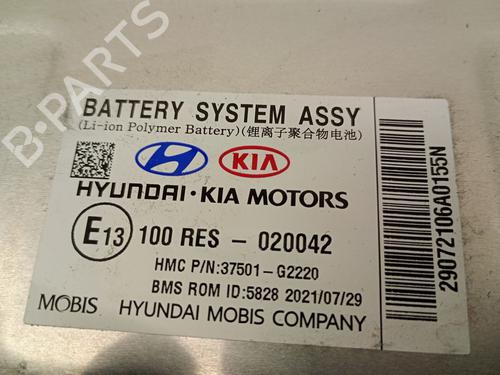 BATTERY SYSTEM ASSY
(Li-ion Polymer Battery)(锂离子聚合物电池)
KIA
HYUNDAI · KIA MOTORS
E13 100 RES - 020042
HMC P/N:37501-G2220
BMS ROM ID:5828 2021/07/29
MOBIS HYUNDAI MOBIS COMPANY
29072106A0155N
B-PARTS
B-PARTS
B-PARTS